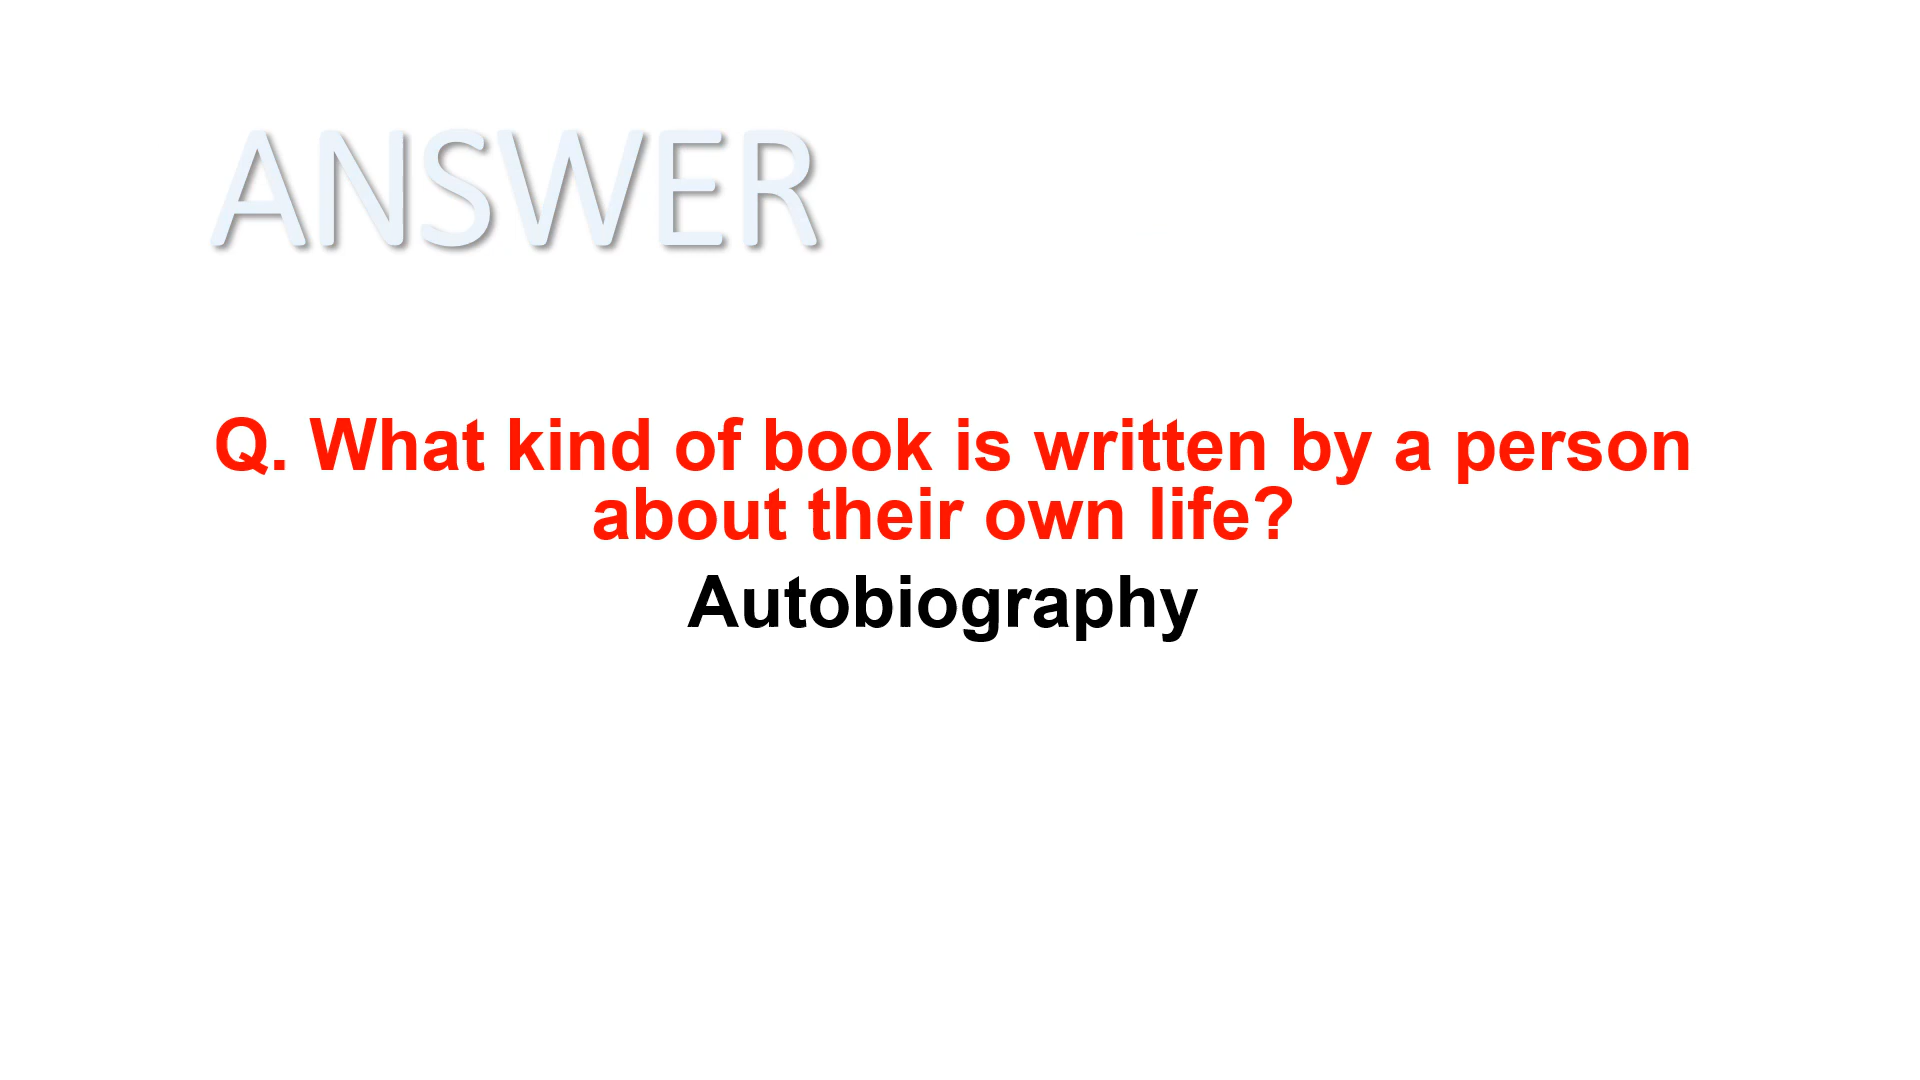 ANSWER
Q. What kind of book is written by a person
about their own life?
Autobiography